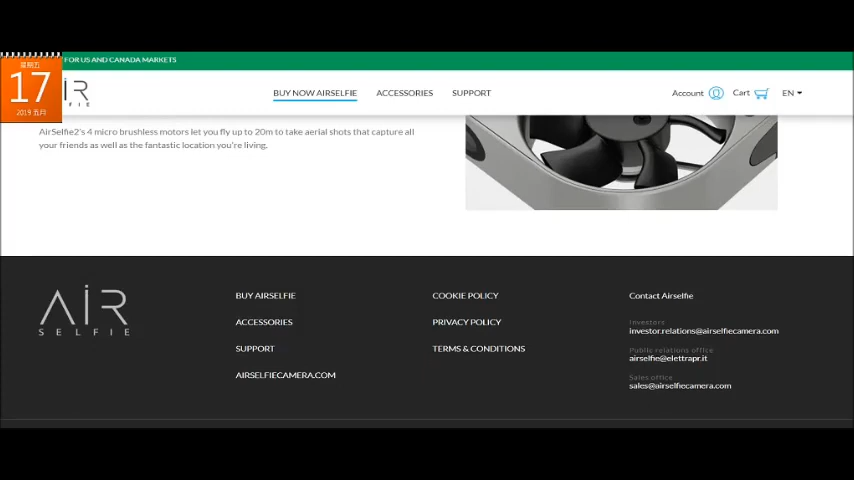 星期五
17
2019 五月
FOR US AND CANADA MARKETS
BUY NOW AIRSELFIE
ACCESSORIES
SUPPORT
Account
Cart
EN
AirSelfie2's 4 micro brushless motors let you fly up to 20m to take aerial shots that capture all
your friends as well as the fantastic location you're living.
AIR
SELFIE
BUY AIRSELFIE
ACCESSORIES
SUPPORT
AIRSELFIECAMERA.COM
COOKIE POLICY
PRIVACY POLICY
TERMS & CONDITIONS
Contact Airselfie
Investors
investor.relations@airselfiecamera.com
Publis relations office
airselfie@elettrapr.it
Sales office
sales@airselfiecamera.com